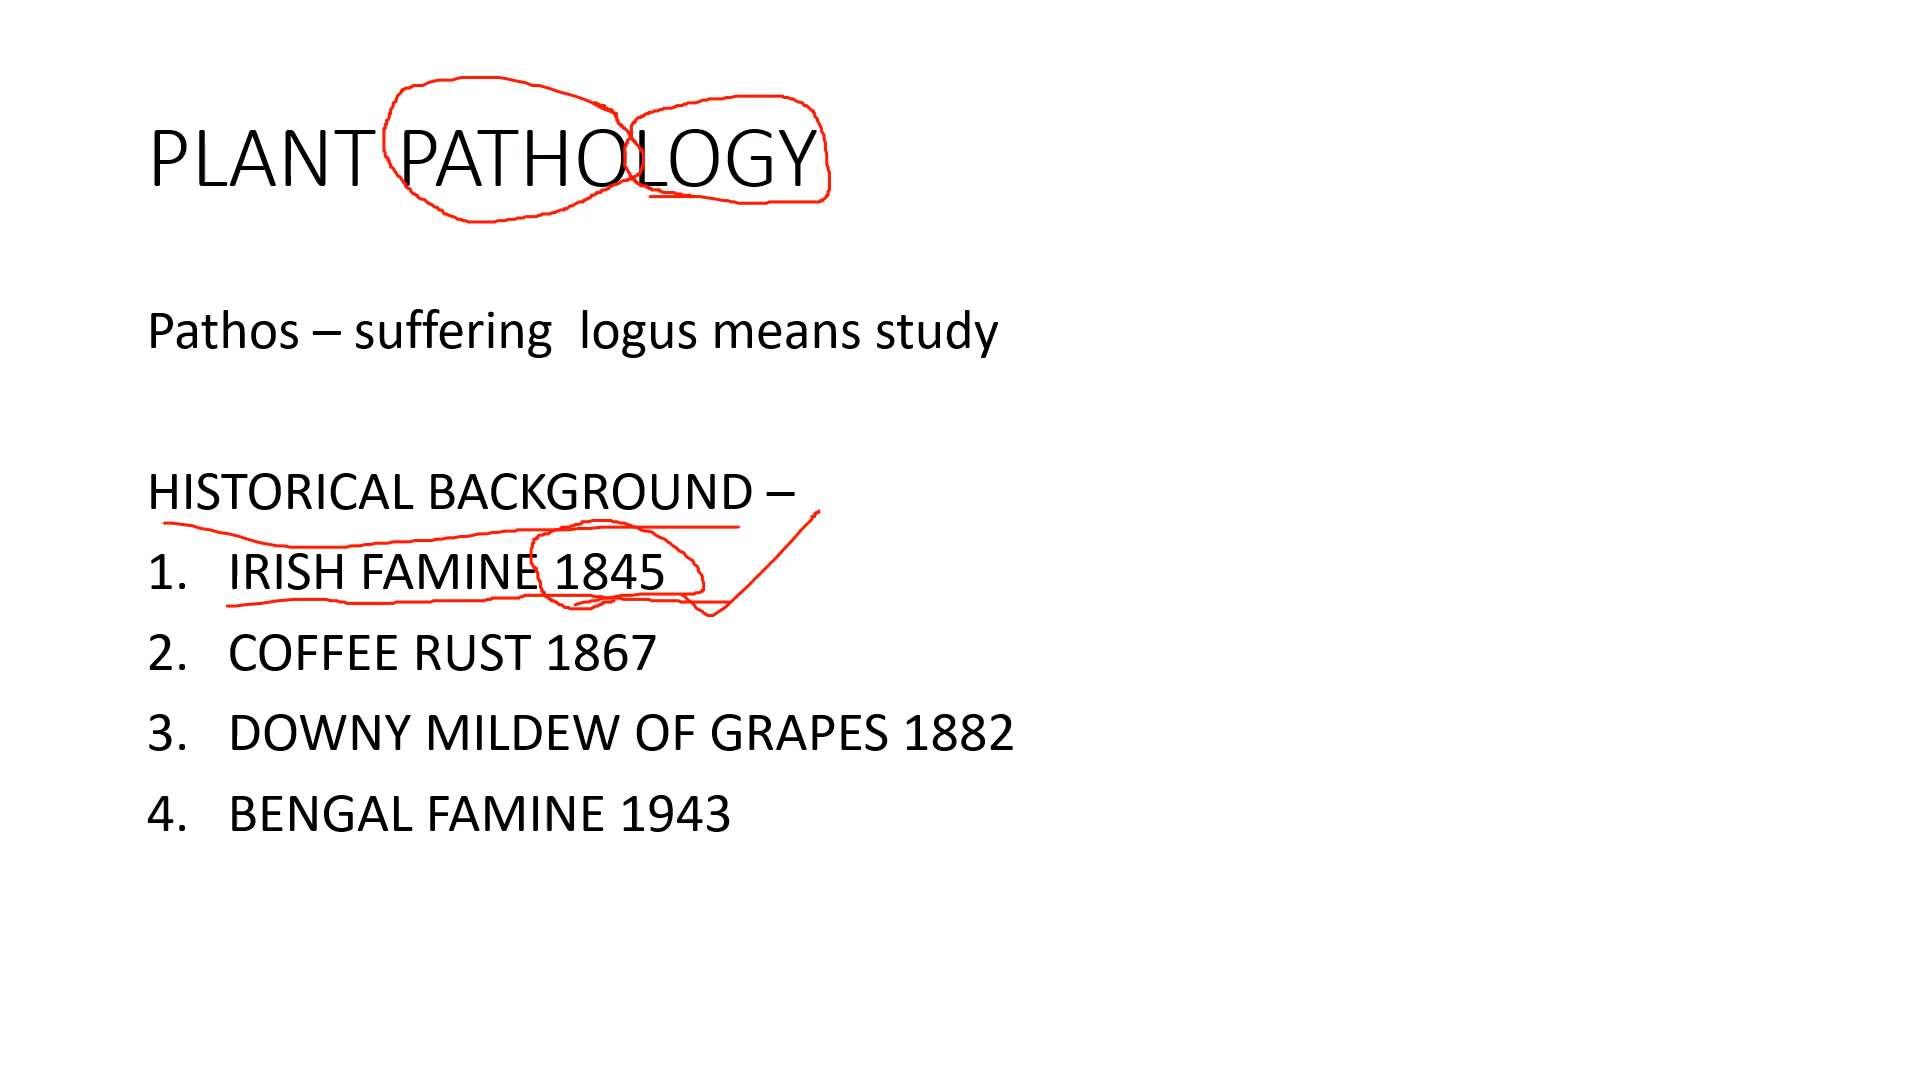 PLANT PATHOLOGY
Pathos – suffering  logus means study
HISTORICAL BACKGROUND –
1. IRISH FAMINE 1845
2. COFFEE RUST 1867
3. DOWNY MILDEW OF GRAPES 1882
4. BENGAL FAMINE 1943